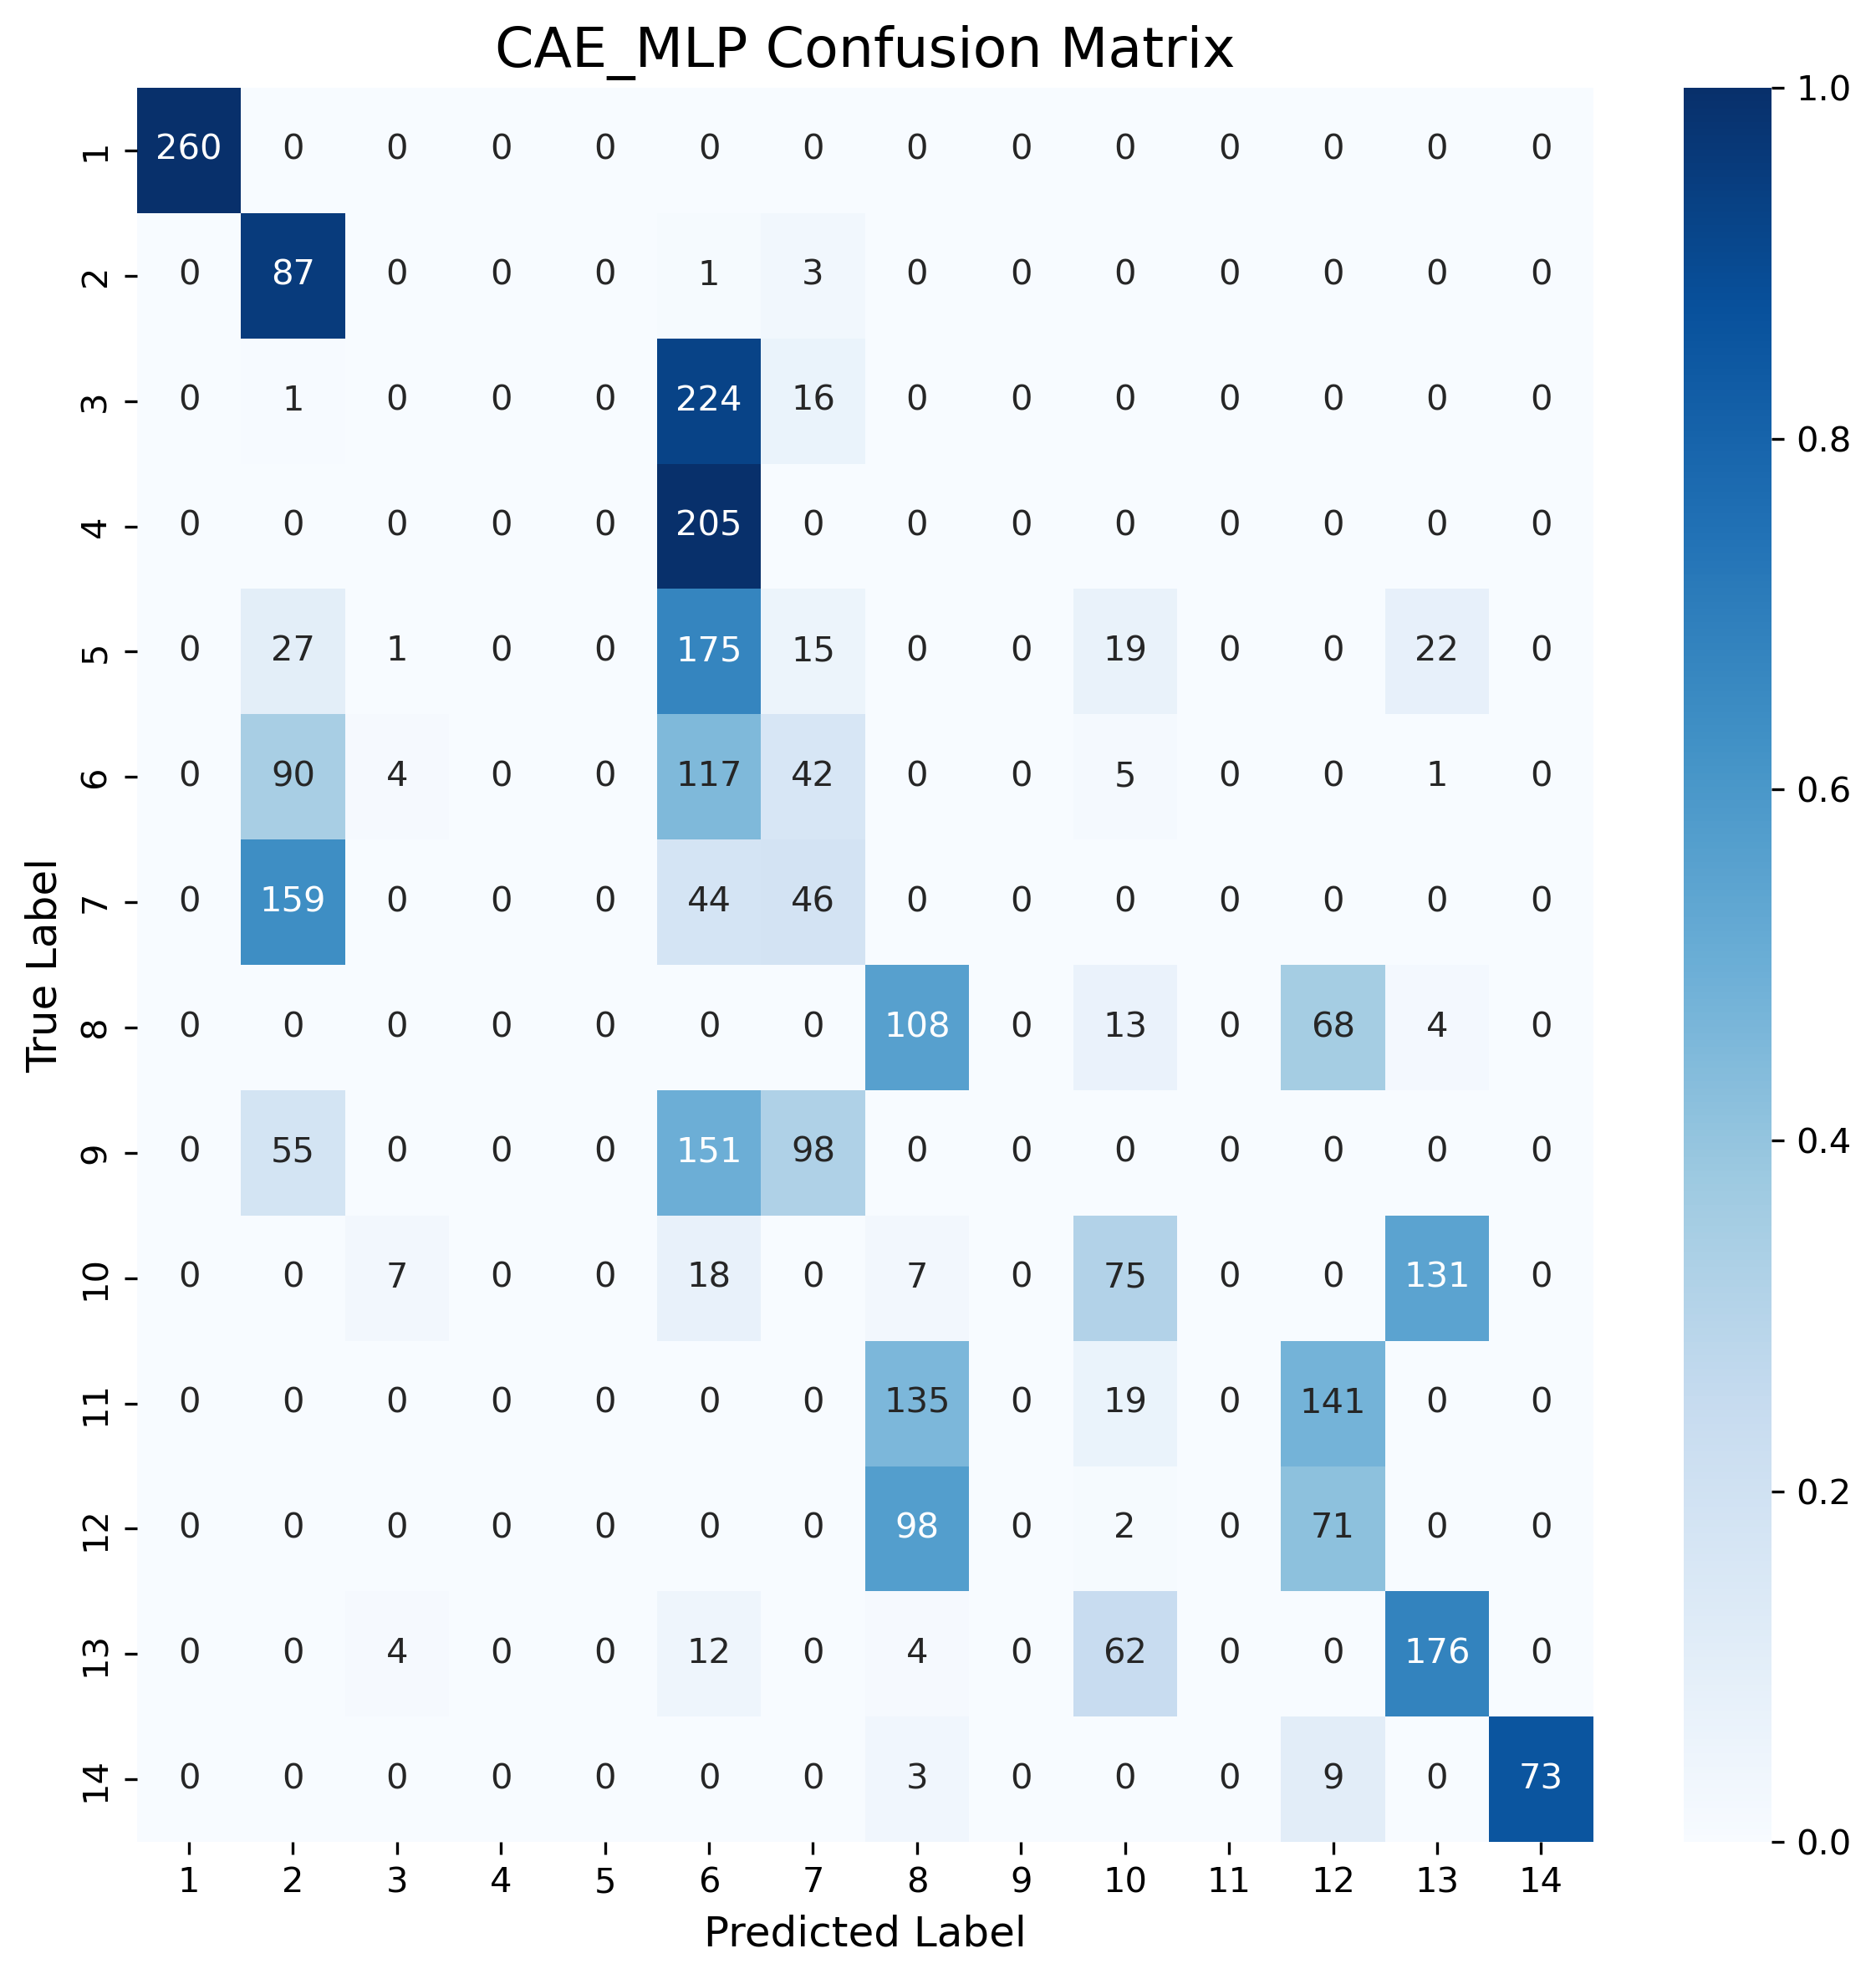 CAE_MLP Confusion Matrix
1 260 0 0 0 0 0 0 0 0 0 0 0 0 0
2 0 87 0 0 0 1 3 0 0 0 0 0 0 0
3 0 1 0 0 0 224 16 0 0 0 0 0 0 0
4 0 0 0 0 0 205 0 0 0 0 0 0 0 0
5 0 27 1 0 0 175 15 0 0 19 0 0 22 0
6 0 90 4 0 0 117 42 0 0 5 0 0 1 0
7 0 159 0 0 0 44 46 0 0 0 0 0 0 0
8 0 0 0 0 0 0 0 108 0 13 0 68 4 0
9 0 55 0 0 0 151 98 0 0 0 0 0 0 0
10 0 0 7 0 0 18 0 7 0 75 0 0 131 0
11 0 0 0 0 0 0 0 135 0 19 0 141 0 0
12 0 0 0 0 0 0 0 98 0 2 0 71 0 0
13 0 0 4 0 0 12 0 4 0 62 0 0 176 0
14 0 0 0 0 0 0 0 3 0 0 0 9 0 73
1 2 3 4 5 6 7 8 9 10 11 12 13 14
Predicted Label
True Label
1.0
0.8
0.6
0.4
0.2
0.0